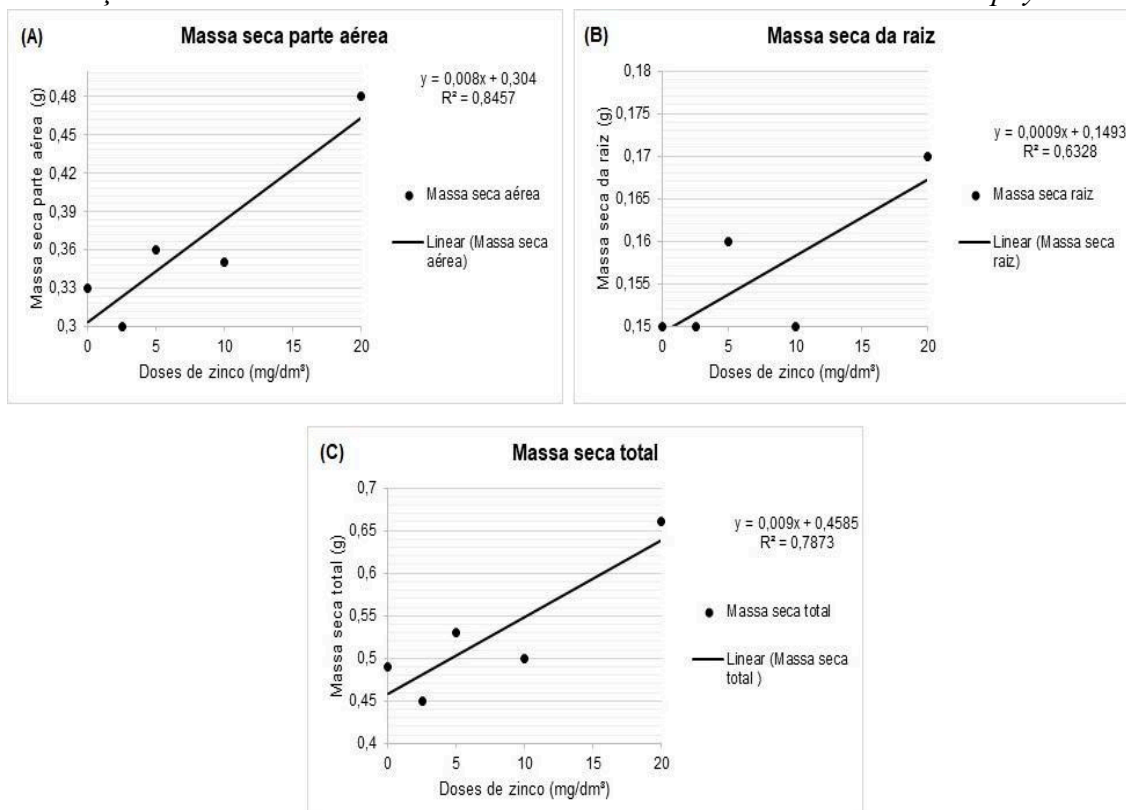 (A) Massa seca parte aérea
y = 0,008x + 0,304
R² = 0,8457
Massa seca parte aérea (g)
0,48
0,45
0,42
0,39
0,36
0,33
0,3
0 5 10 15 20
Doses de zinco (mg/dm³)
Massa seca aérea
Linear (Massa seca
aérea)
(B) Massa seca da raiz
y = 0,0009x + 0,1493
R² = 0,6328
Massa seca da raiz (g)
0,18
0,175
0,17
0,165
0,16
0,155
0,15
0 5 10 15 20
Doses de zinco (mg/dm³)
Massa seca raiz
Linear (Massa seca
raiz)
(C) Massa seca total
y = 0,009x + 0,4585
R² = 0,7873
Massa seca total (g)
0,7
0,65
0,6
0,55
0,5
0,45
0,4
0 5 10 15 20
Doses de zinco (mg/dm³)
Massa seca total
Linear (Massa seca
total )